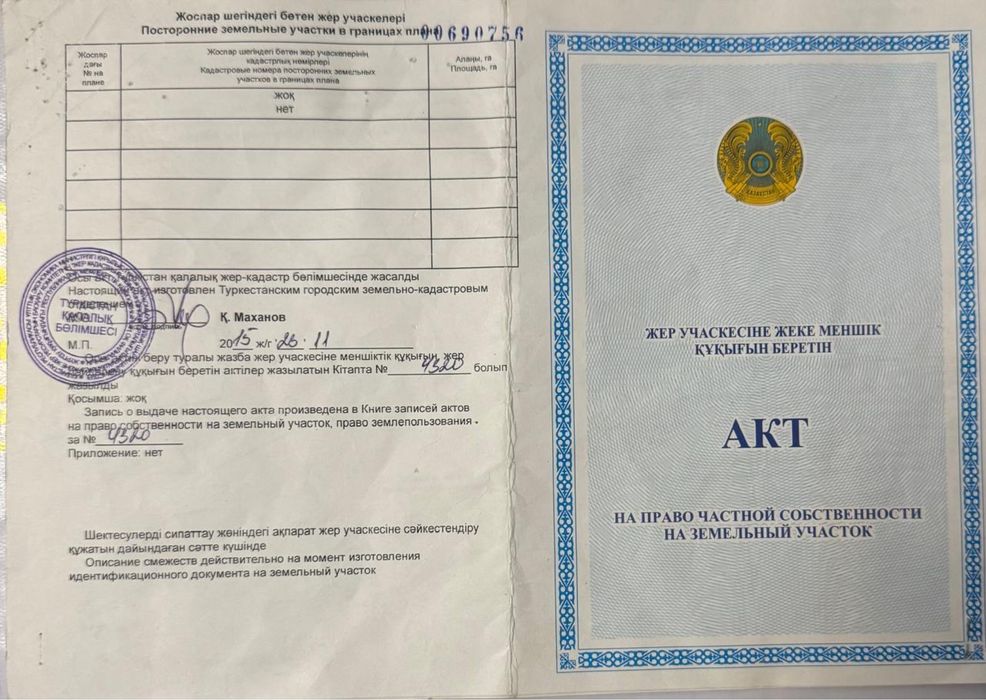 Жоспар шегіндегі бөтен жер учаскелері
Посторонние земельные участки в границах плана
00690756
Жоспар
дағы
№ на
плане
Жоспар шегіндегі бөтен жер учаскелерінің
кадастрлық немірлері
Кадастровые номера посторонних земельных
участков в границах плана
Алаңы, га
Площадь, га
жоқ
нет
қалалық жер-кадастр бөлімшесінде жасалды
Настоящий акт изготовлен Туркестанским городским земельно-кадастровым
ҚАЛАЛЫҚ
БӨЛІМШЕСІ
Қ. Маханов
М.П.
2015 ж/г 26.11
беру туралы жазба жер учаскесіне меншіктік құқығын, жер
құқығын беретін актілер жазылатын Кітапта № 4320 болып
жазылды
Қосымша: жоқ
Запись о выдаче настоящего акта произведена в Книге записей актов
на право собственности на земельный участок, право землепользования
за № 4320
Приложение: нет
Шектесулерді сипаттау жөніндегі ақпарат жер учаскесіне сәйкестендіру
құжатын дайындаған сәтте күшінде
Описание смежеств действительно на момент изготовления
идентификационного документа на земельный участок
ҚАЗАҚСТАН
ЖЕР УЧАСКЕСІНЕ ЖЕКЕ МЕНШІК
ҚҰҚЫҒЫН БЕРЕТІН
АКТ
НА ПРАВО ЧАСТНОЙ СОБСТВЕННОСТИ
НА ЗЕМЕЛЬНЫЙ УЧАСТОК